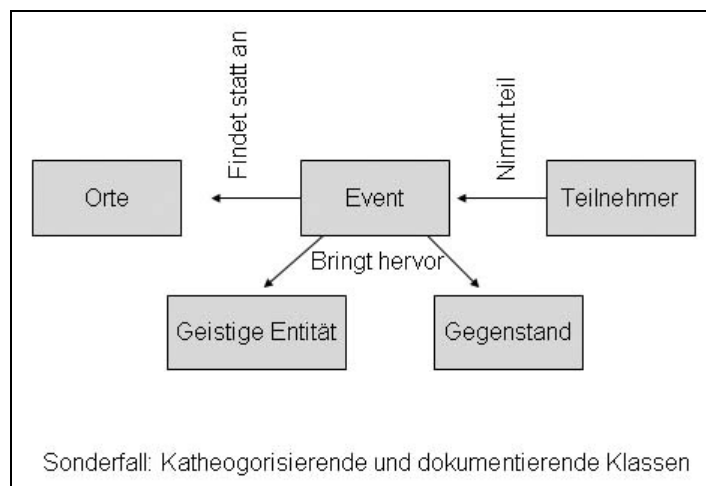 Findet statt an
Nimmt teil
Orte
Event
Teilnehmer
Bringt hervor
Geistige Entität
Gegenstand
Sonderfall: Katheogorisierende und dokumentierende Klassen